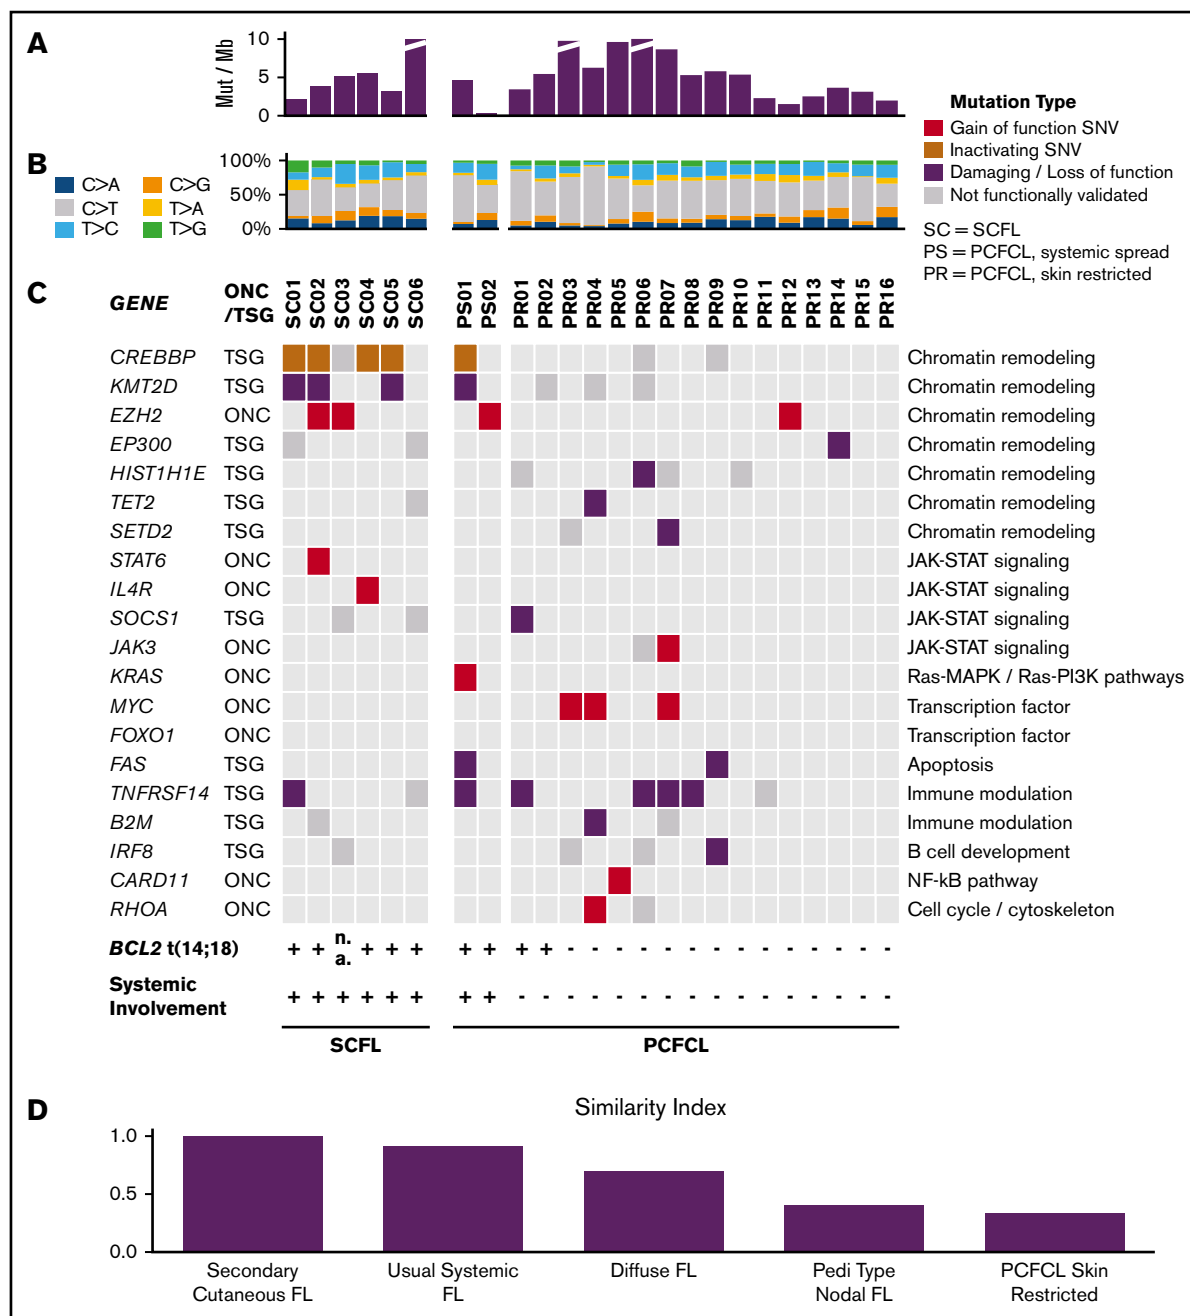 A
Mut / Mb
10
5
0
Mutation Type
Gain of function SNV
Inactivating SNV
Damaging / Loss of function
Not functionally validated
SC = SCFL
PS = PCFCL, systemic spread
PR = PCFCL, skin restricted
B
C>A C>G
C>T T>A
T>C T>G
100%
50%
0%
C
GENE ONC /TSG SC01 SC02 SC03 SC04 SC05 SC06 PS01 PS02 PR01 PR02 PR03 PR04 PR05 PR06 PR07 PR08 PR09 PR10 PR11 PR12 PR13 PR14 PR15 PR16
CREBBP TSG Chromatin remodeling
KMT2D TSG Chromatin remodeling
EZH2 ONC Chromatin remodeling
EP300 TSG Chromatin remodeling
HIST1H1E TSG Chromatin remodeling
TET2 TSG Chromatin remodeling
SETD2 TSG Chromatin remodeling
STAT6 ONC JAK-STAT signaling
IL4R ONC JAK-STAT signaling
SOCS1 TSG JAK-STAT signaling
JAK3 ONC JAK-STAT signaling
KRAS ONC Ras-MAPK / Ras-PI3K pathways
MYC ONC Transcription factor
FOXO1 ONC Transcription factor
FAS TSG Apoptosis
TNFRSF14 TSG Immune modulation
B2M TSG Immune modulation
IRF8 TSG B cell development
CARD11 ONC NF-kB pathway
RHOA ONC Cell cycle / cytoskeleton
BCL2 t(14;18) + + n. a. + + + + + + + - - - - - - - - - - - - - -
Systemic
Involvement + + + + + + + + - - - - - - - - - - - - - - - -
SCFL PCFCL
D
Similarity Index
1.0
0.5
0.0
Secondary Cutaneous FL
Usual Systemic FL
Diffuse FL
Pedi Type Nodal FL
PCFCL Skin Restricted